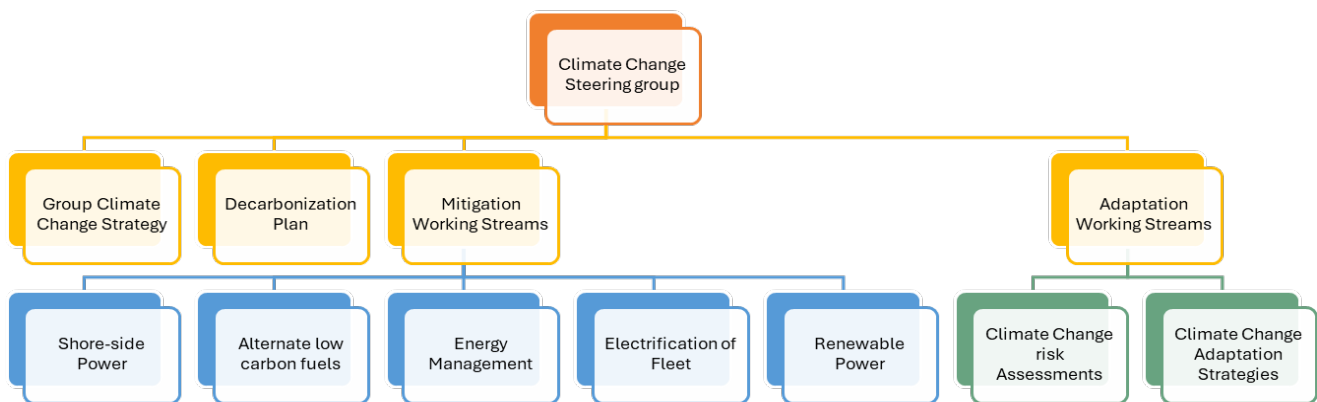 Climate Change
Steering group
Group Climate
Change Strategy
Decarbonization
Plan
Mitigation
Working Streams
Adaptation
Working Streams
Shore-side
Power
Alternate low
carbon fuels
Energy
Management
Electrification of
Fleet
Renewable
Power
Climate Change
risk
Assessments
Climate Change
Adaptation
Strategies